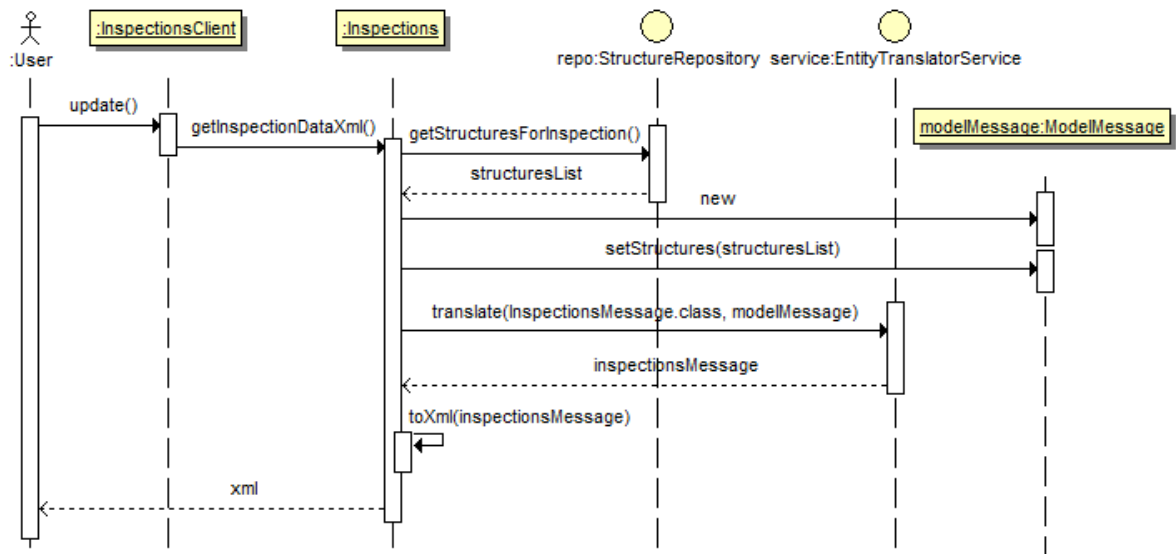 :InspectionsClient
:Inspections
:User
repo:StructureRepository
service:EntityTranslatorService
update()
getInspectionDataXml()
getStructuresForInspection()
modelMessage:ModelMessage
structuresList
new
setStructures(structuresList)
translate(InspectionsMessage.class, modelMessage)
inspectionsMessage
toXml(inspectionsMessage)
xml